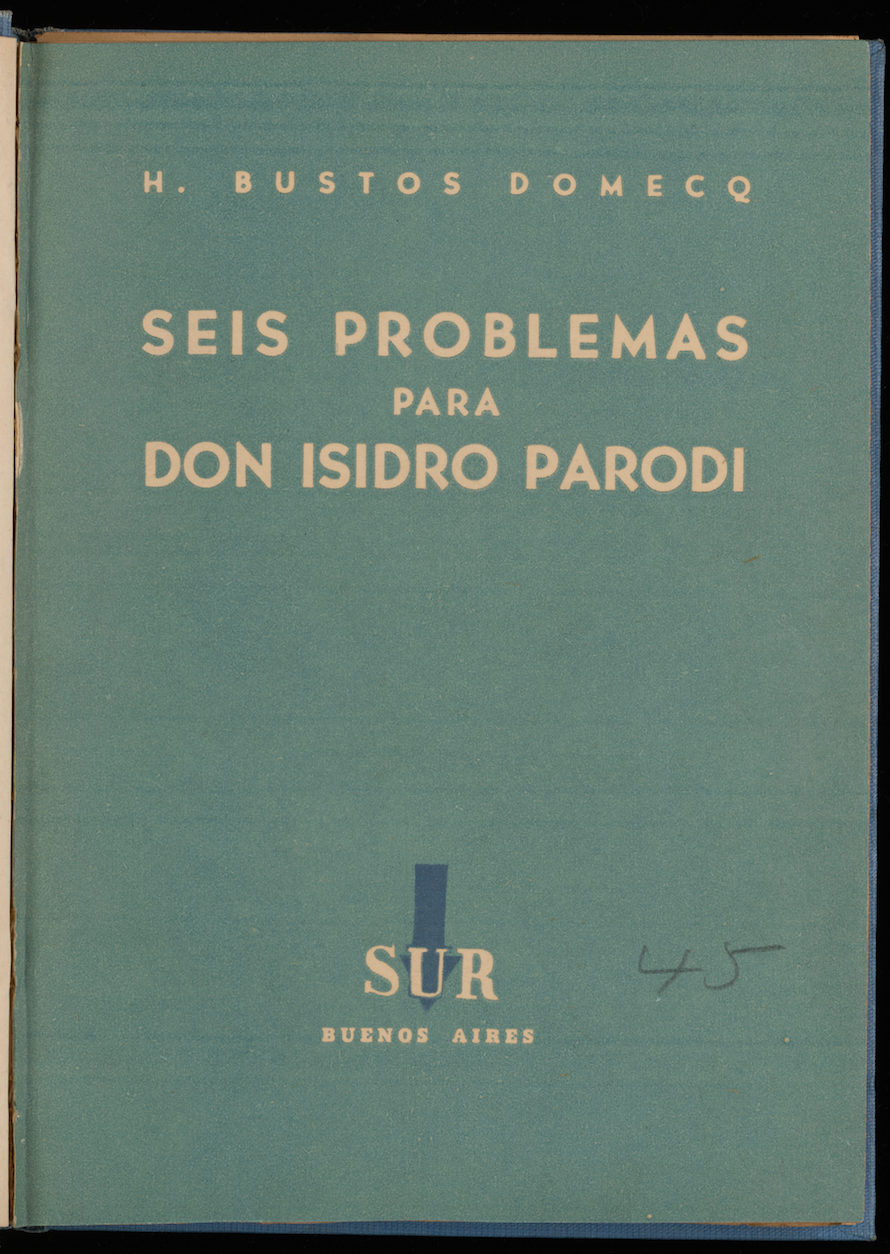 H. BUSTOS DOMECQ
SEIS PROBLEMAS
PARA
DON ISIDRO PARODI
SUR
45
BUENOS AIRES